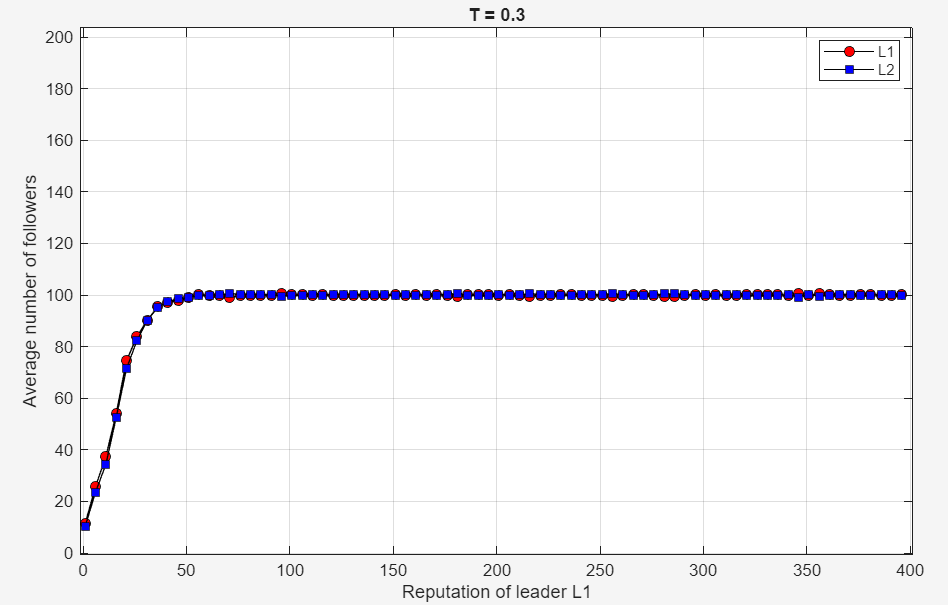 T = 0.3
L1
L2
200
180
160
140
120
100
80
60
40
20
0
Average number of followers
0 50 100 150 200 250 300 350 400
Reputation of leader L1